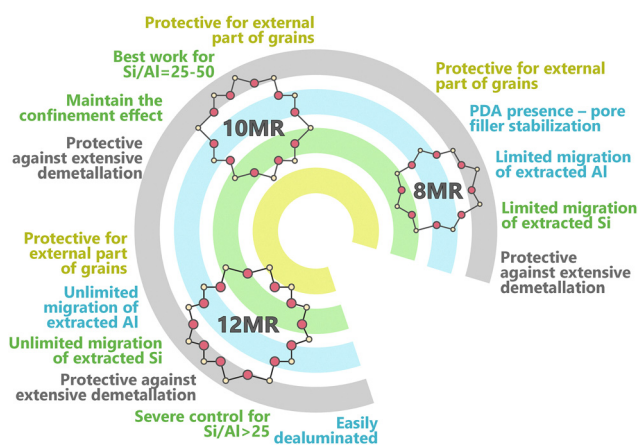 Protective for external
part of grains
Best work for
Si/Al=25-50
Maintain the
confinement effect
Protective
against extensive
demetallation
10MR
Protective for external
part of grains
PDA presence – pore
filler stabilization
Limited migration
of extracted Al
8MR
Limited migration
of extracted Si
Protective
against extensive
demetallation
Protective for
external part
of grains
Unlimited
migration of
extracted Al
Unlimited migration
of extracted Si
Protective against
extensive demetallation
12MR
Severe control for
Si/Al>25
Easily
dealuminated